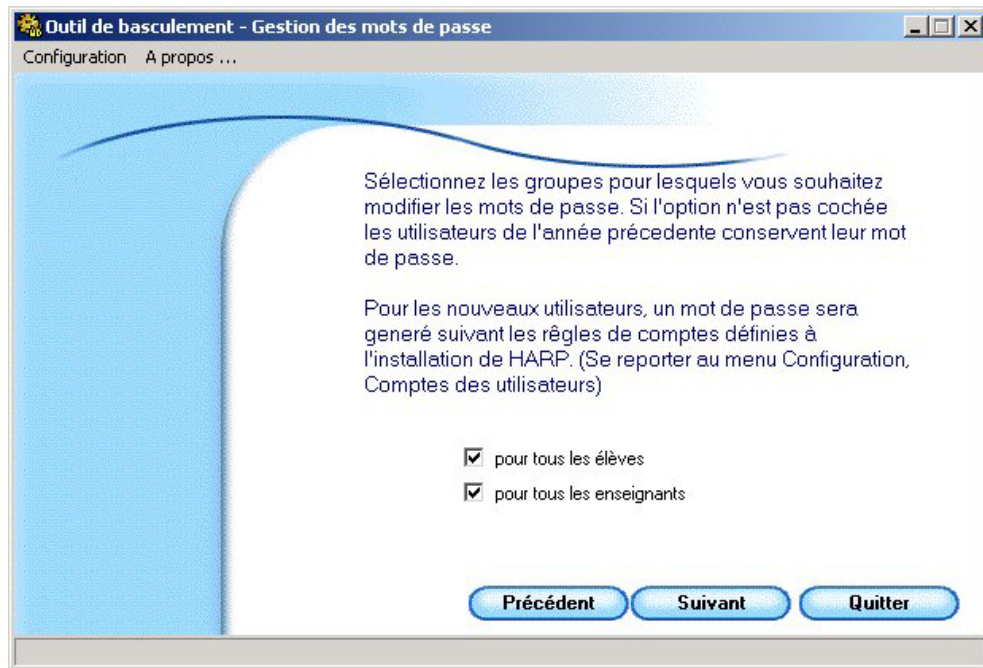 Outil de basculement - Gestion des mots de passe
Configuration A propos ...
Sélectionnez les groupes pour lesquels vous souhaitez
modifier les mots de passe. Si l'option n'est pas cochée
les utilisateurs de l'année précedente conservent leur mot
de passe.
Pour les nouveaux utilisateurs, un mot de passe sera
generé suivant les rêgles de comptes définies à
l'installation de HARP. (Se reporter au menu Configuration,
Comptes des utilisateurs)
pour tous les élèves
pour tous les enseignants
Précédent Suivant Quitter